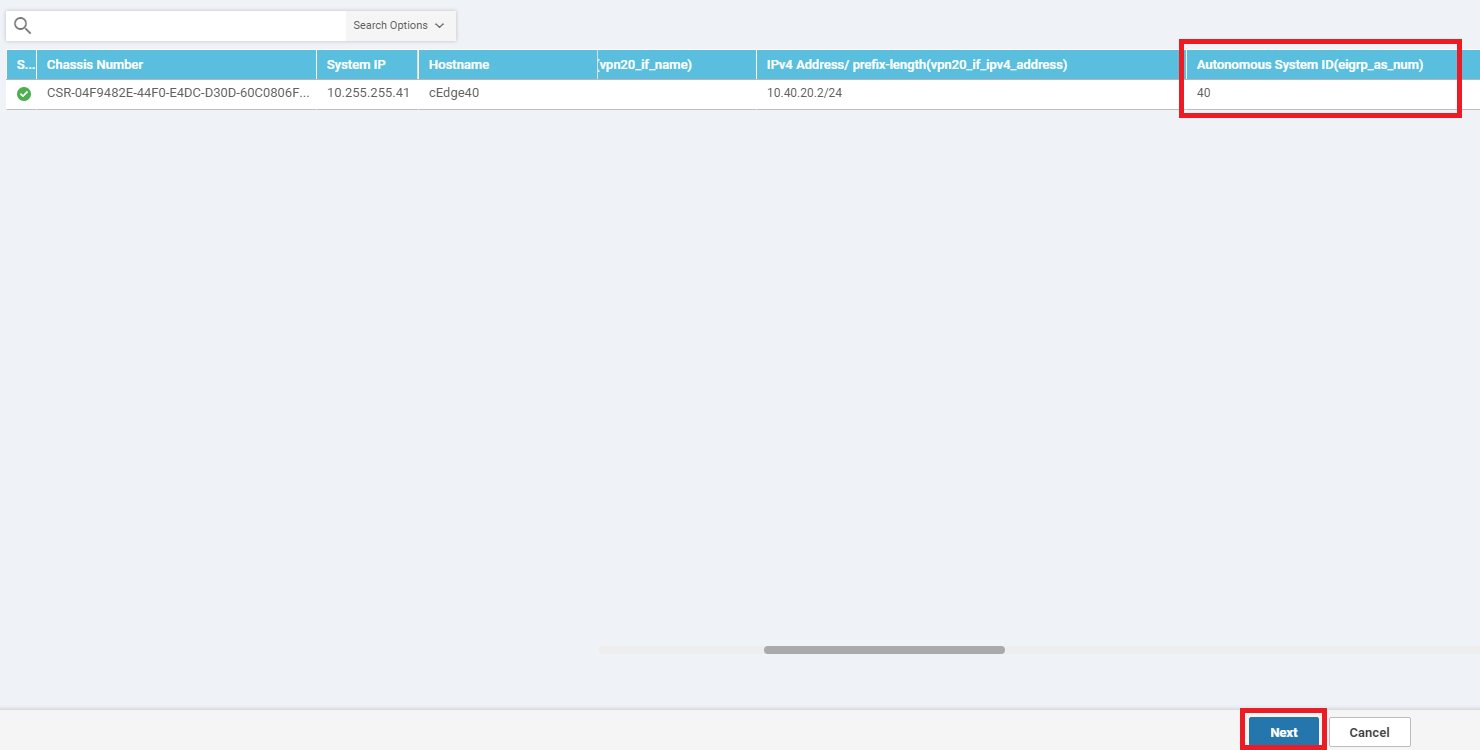 Search Options
S... Chassis Number System IP Hostname (vpn20_if_name) IPv4 Address/ prefix-length(vpn20_if_ipv4_address) Autonomous System ID(eigrp_as_num)
CSR-04F9482E-44F0-E4DC-D30D-60C0806F... 10.255.255.41 cEdge40 10.40.20.2/24 40
Next Cancel